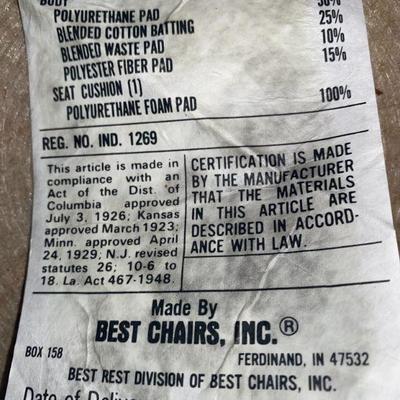 BODY
POLYURETHANE PAD 25%
BLENDED COTTON BATTING 10%
BLENDED WASTE PAD 15%
POLYESTER FIBER PAD
SEAT CUSHION (1)
POLYURETHANE FOAM PAD 100%
REG. NO. IND. 1269
This article is made in
compliance with an
Act of the Dist. of
Columbia approved
July 3, 1926; Kansas
approved March 1923;
Minn. approved April
24, 1929; N.J. revised
statutes 26; 10-6 to
18. La. Act 467-1948.
CERTIFICATION IS MADE
BY THE MANUFACTURER
THAT THE MATERIALS
IN THIS ARTICLE ARE
DESCRIBED IN ACCORD-
ANCE WITH LAW.
Made By
BEST CHAIRS, INC.®
BOX 158 FERDINAND, IN 47532
BEST REST DIVISION OF BEST CHAIRS, INC.
Date of